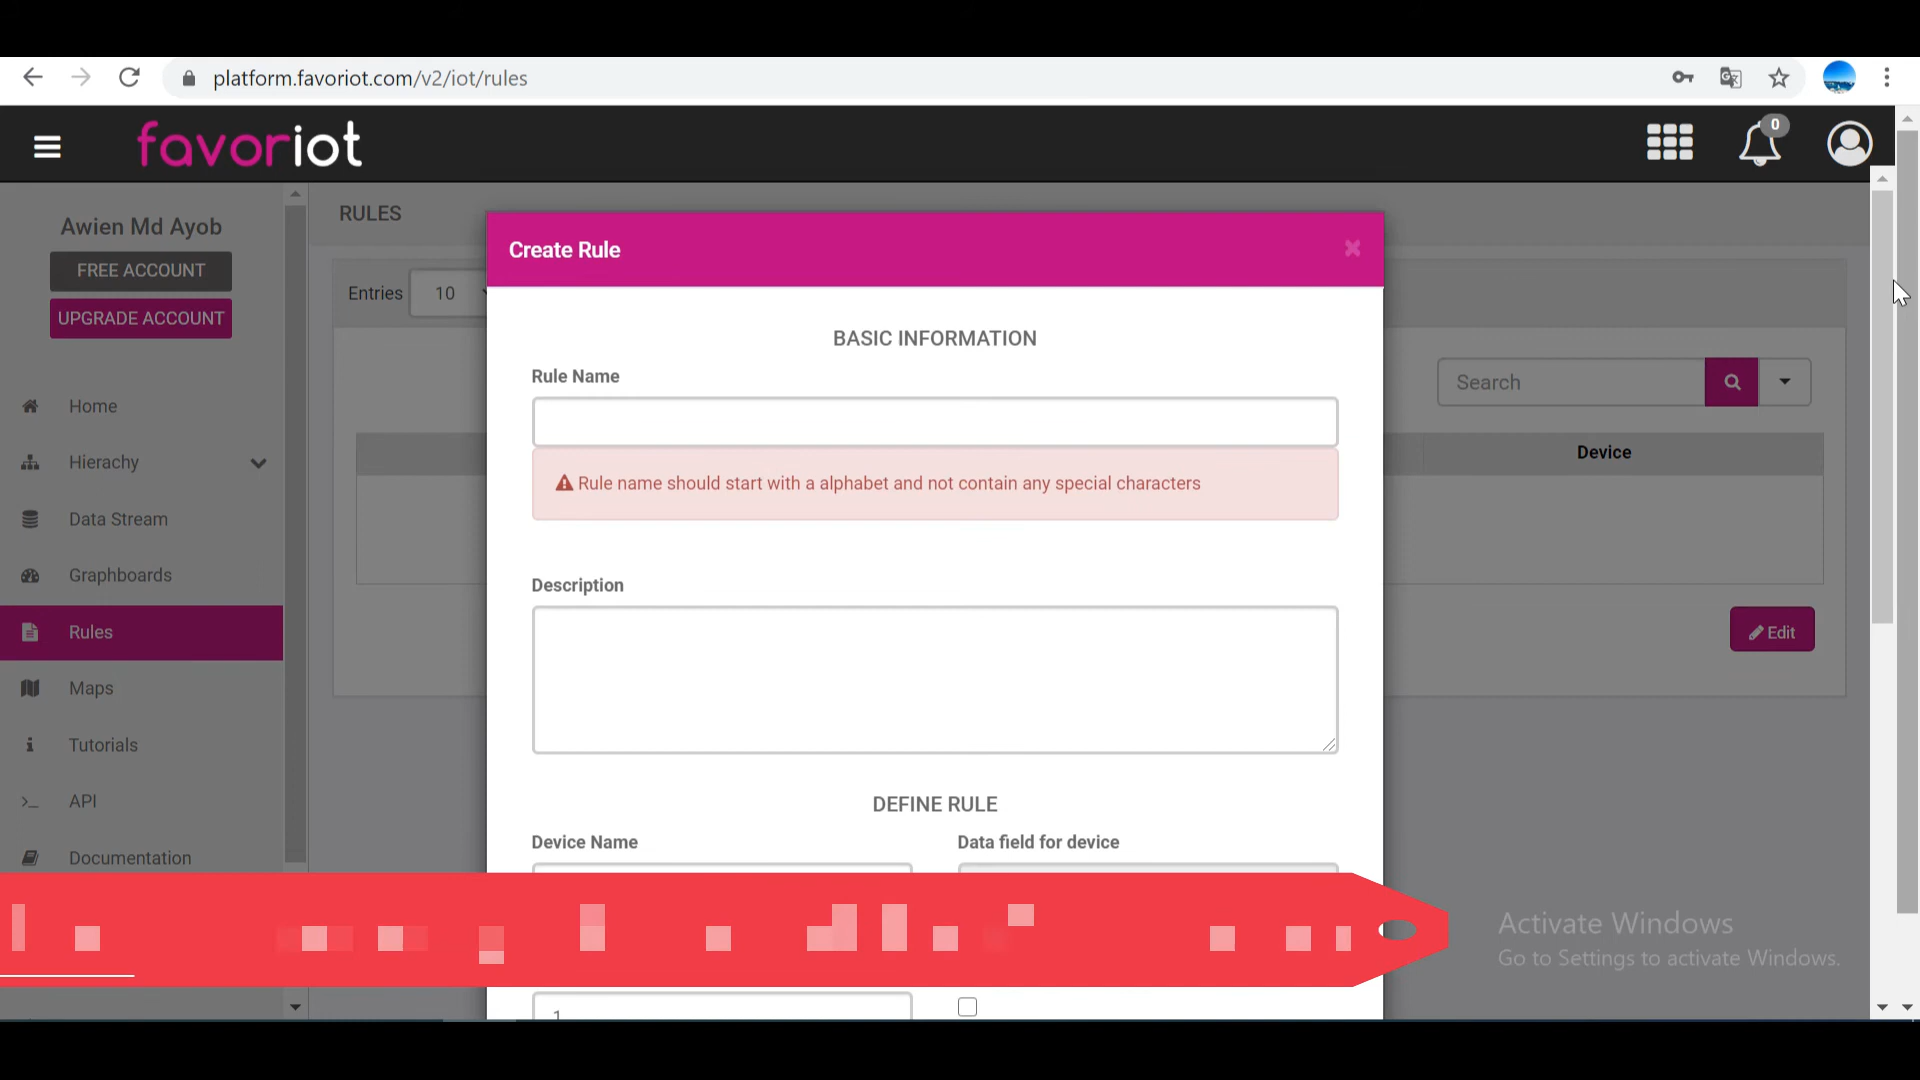 platform.favoriot.com/v2/iot/rules
favoriot
0
Awien Md Ayob
FREE ACCOUNT
UPGRADE ACCOUNT
Home
Hierachy
Data Stream
Graphboards
Rules
Maps
Tutorials
API
Documentation
RULES
Entries 10
Search
Device
Edit
Create Rule
BASIC INFORMATION
Rule Name
Rule name should start with a alphabet and not contain any special characters
Description
DEFINE RULE
Device Name Data field for device
1
Activate Windows
Go to Settings to activate Windows.